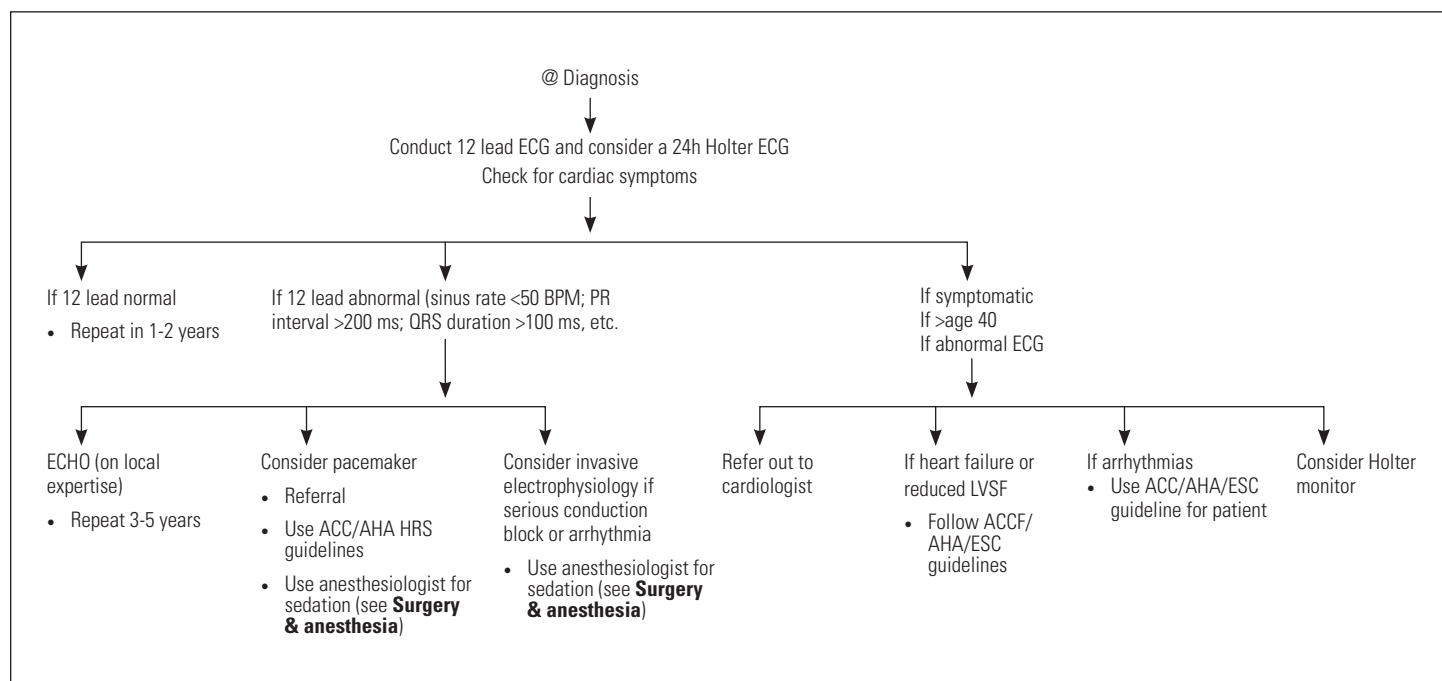 @ Diagnosis
Conduct 12 lead ECG and consider a 24h Holter ECG
Check for cardiac symptoms
If 12 lead normal
• Repeat in 1-2 years
If 12 lead abnormal (sinus rate <50 BPM; PR
interval >200 ms; QRS duration >100 ms, etc.
If symptomatic
If >age 40
If abnormal ECG
ECHO (on local
expertise)
• Repeat 3-5 years
Consider pacemaker
• Referral
• Use ACC/AHA HRS
guidelines
• Use anesthesiologist for
sedation (see Surgery
& anesthesia)
Consider invasive
electrophysiology if
serious conduction
block or arrhythmia
• Use anesthesiologist for
sedation (see Surgery
& anesthesia)
Refer out to
cardiologist
If heart failure or
reduced LVSF
• Follow ACCF/
AHA/ESC
guidelines
If arrhythmias
• Use ACC/AHA/ESC
guideline for patient
Consider Holter
monitor